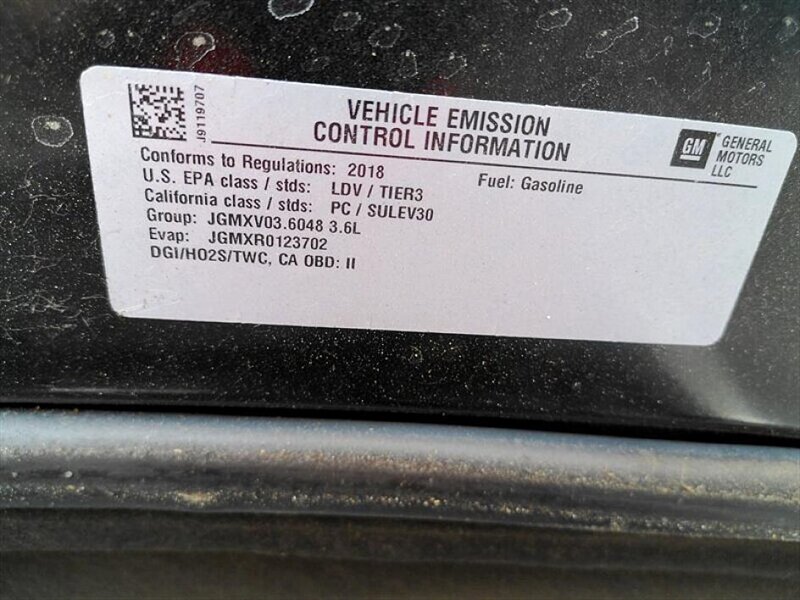 J9119707
VEHICLE EMISSION
CONTROL INFORMATION
GM
GENERAL
MOTORS
LLC
Conforms to Regulations: 2018
Fuel: Gasoline
U.S. EPA class / stds: LDV / TIER3
California class / stds: PC / SULEV30
Group: JGMXV03.6048 3.6L
Evap: JGMXR0123702
DGI/HO2S/TWC, CA OBD: II